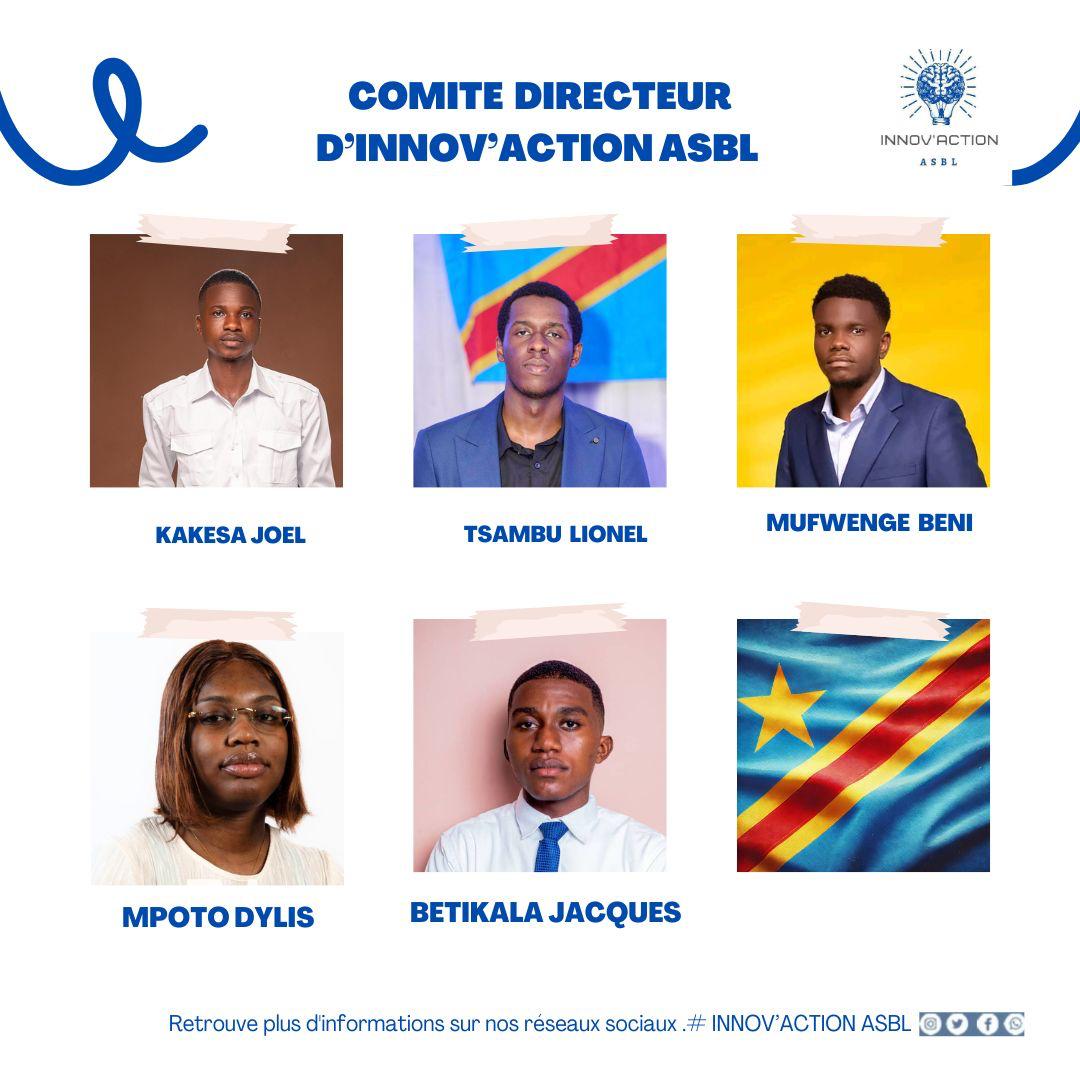 COMITE DIRECTEUR
D'INNOV'ACTION ASBL
INNOV'ACTION
ASBL
KAKESA JOEL
TSAMBU LIONEL
MUFWENGE BENI
MPOTO DYLIS
BETIKALA JACQUES
Retrouve plus d'informations sur nos réseaux sociaux .# INNOV'ACTION ASBL